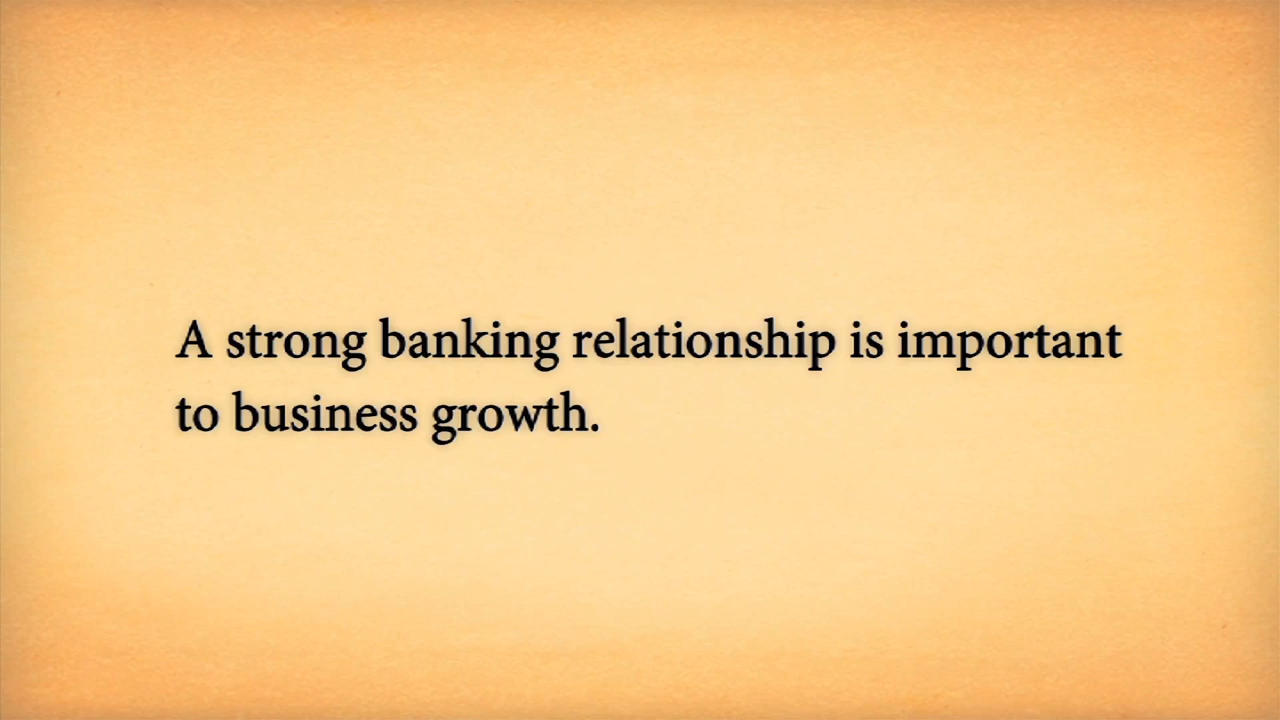 A strong banking relationship is important
to business growth.